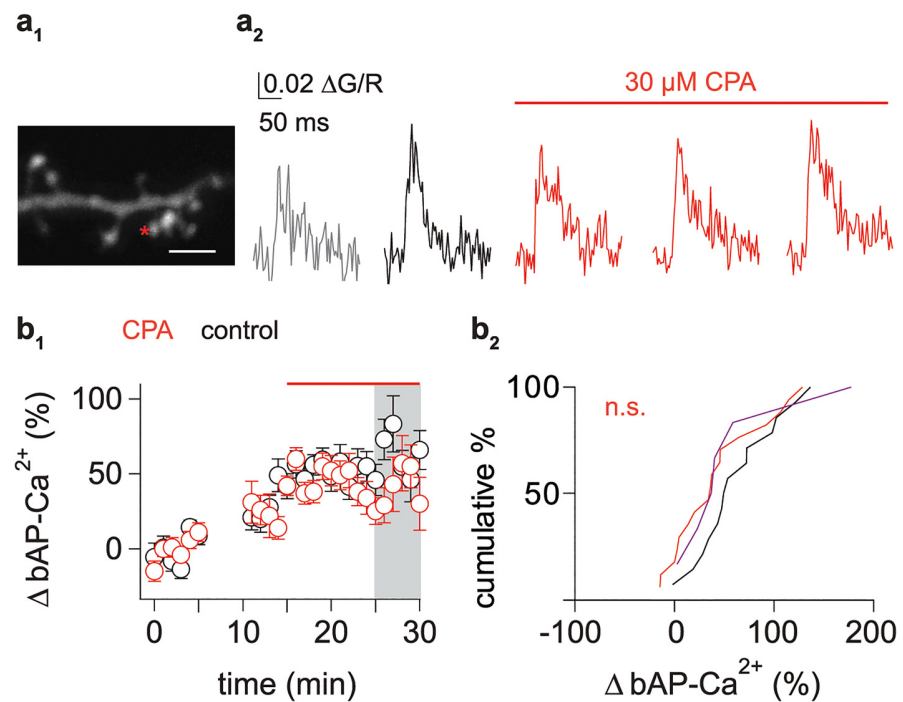 a1
a2
0.02 ΔG/R
50 ms
30 µM CPA
*
b1
CPA control
b2
100
50
0
Δ bAP-Ca2+ (%)
0 10 20 30
time (min)
n.s.
100
50
cumulative %
-100 0 100 200
Δ bAP-Ca2+ (%)